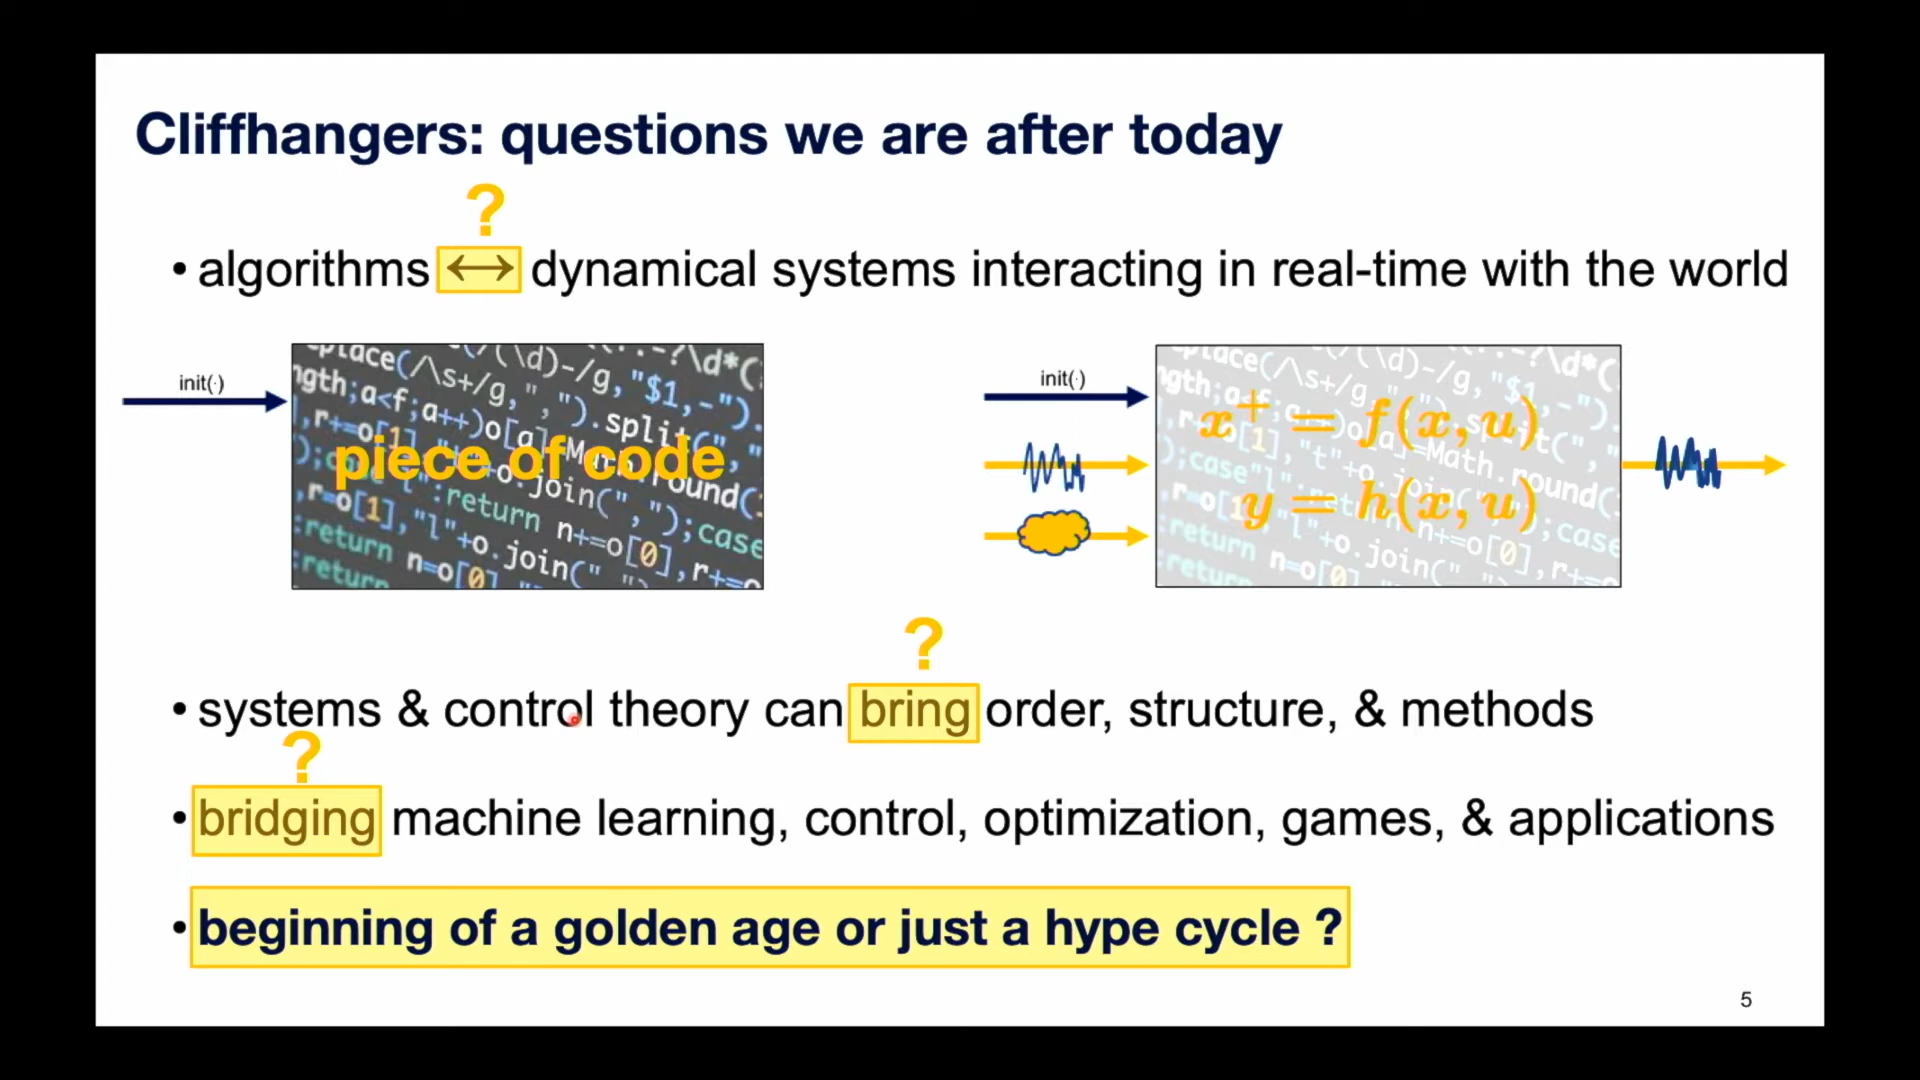 Cliffhangers: questions we are after today
?
• algorithms ↔ dynamical systems interacting in real-time with the world
init(·)
piece of code
init(·)
x⁺ = f(x, u)
y = h(x, u)
?
• systems & control theory can bring order, structure, & methods
?
• bridging machine learning, control, optimization, games, & applications
• beginning of a golden age or just a hype cycle ?
5